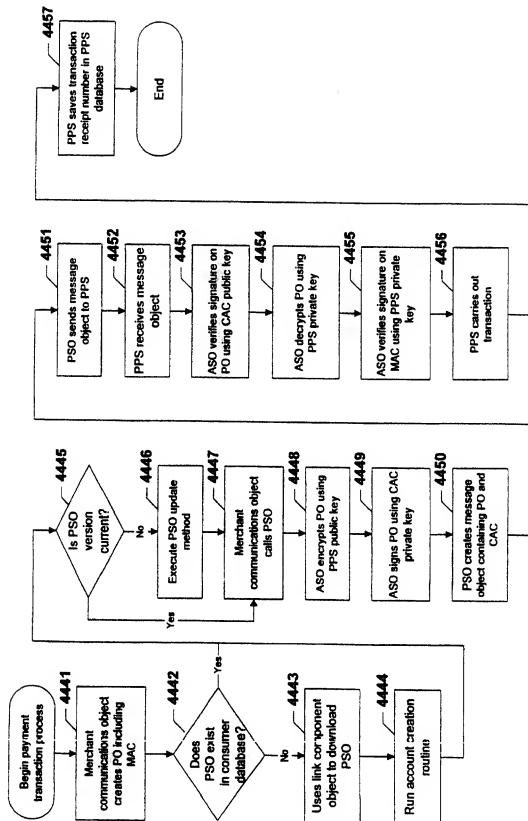 Begin payment
transaction process
4441
Merchant
communications object
creates PO including
MAC
4442
Does
PSO exist
in consumer
database?
Yes
No
4443
Uses link component
object to download
PSO
4444
Run account creation
routine
4445
Is PSO
version
current?
No
Yes
4446
Execute PSO update
method
4447
Merchant
communications object
calls PSO
4448
ASO encrypts PO using
PPS public key
4449
ASO signs PO using CAC
private key
4450
PSO creates message
object containing PO and
CAC
4451
PSO sends message
object to PPS
4452
PPS receives message
object
4453
ASO verifies signature on
PO using CAC public key
4454
ASO decrypts PO using
PPS private key
4455
ASO verifies signature on
MAC using PPS private
key
4456
PPS carries out
transaction
4457
PPS saves transaction
receipt number in PPS
database
End